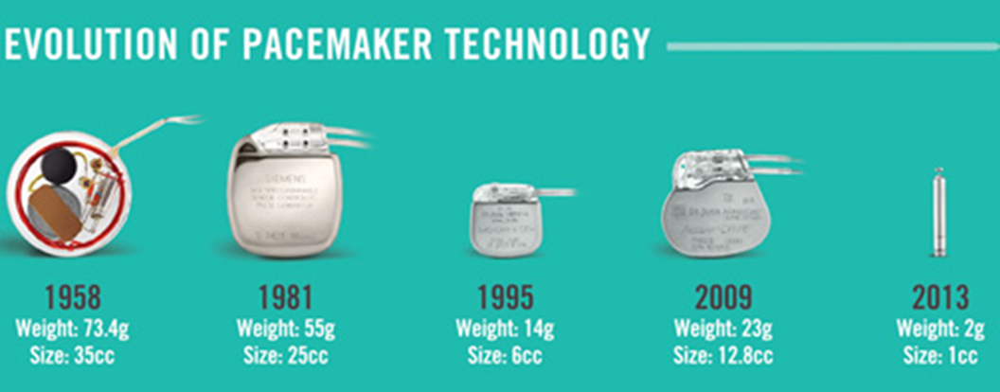 EVOLUTION OF PACEMAKER TECHNOLOGY
SIEMENS
1958
Weight: 73.4g
Size: 35cc
1981
Weight: 55g
Size: 25cc
1995
Weight: 14g
Size: 6cc
2009
Weight: 23g
Size: 12.8cc
2013
Weight: 2g
Size: 1cc